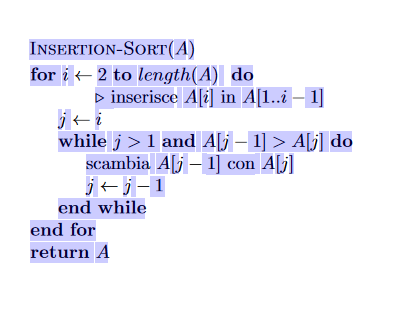 INSERTION-SORT(A)
for i ← 2 to length(A) do
▷ inserisce A[i] in A[1..i − 1]
j ← i
while j > 1 and A[j − 1] > A[j] do
scambia A[j − 1] con A[j]
j ← j − 1
end while
end for
return A